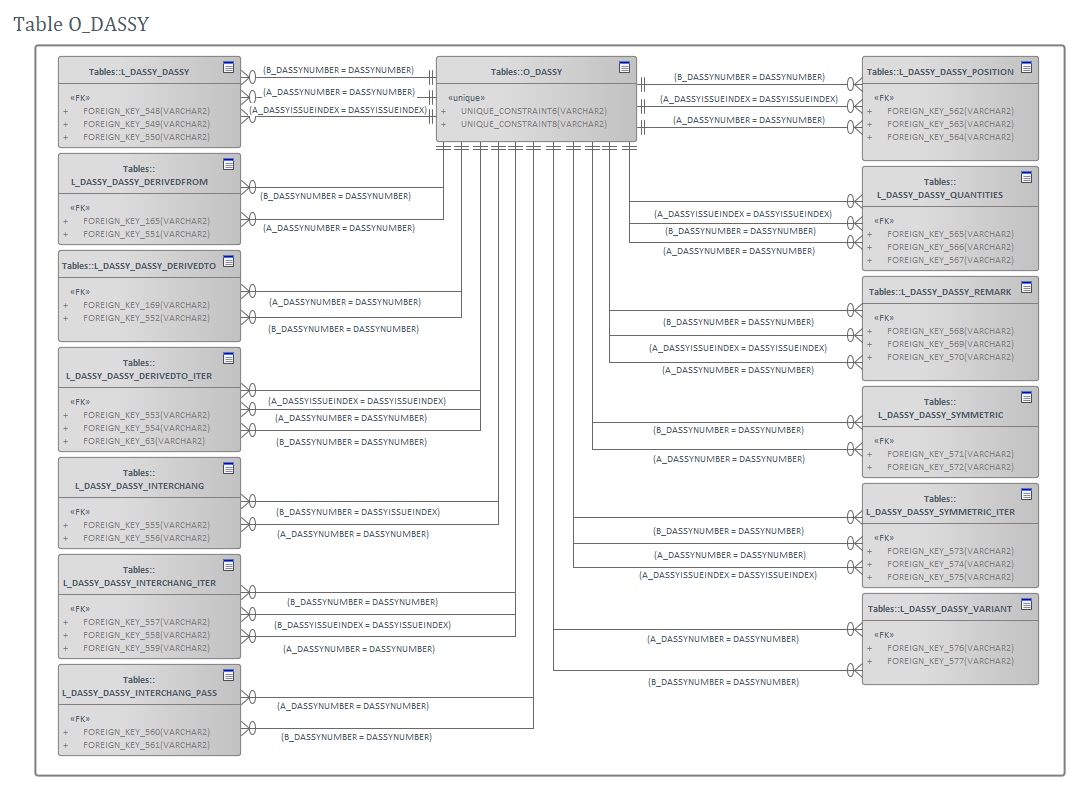 Table O_DASSY
Tables::L_DASSY_DASSY
«FK»
+ FOREIGN_KEY_548(VARCHAR2)
+ FOREIGN_KEY_549(VARCHAR2)
+ FOREIGN_KEY_550(VARCHAR2)
(B_DASSYNUMBER = DASSYNUMBER)
(A_DASSYNUMBER = DASSYNUMBER)
(A_DASSYISSUEINDEX = DASSYISSUEINDEX)
Tables::O_DASSY
«unique»
+ UNIQUE_CONSTRAINT6(VARCHAR2)
+ UNIQUE_CONSTRAINT8(VARCHAR2)
(B_DASSYNUMBER = DASSYNUMBER)
(A_DASSYISSUEINDEX = DASSYISSUEINDEX)
(A_DASSYNUMBER = DASSYNUMBER)
Tables::L_DASSY_DASSY_POSITION
«FK»
+ FOREIGN_KEY_562(VARCHAR2)
+ FOREIGN_KEY_563(VARCHAR2)
+ FOREIGN_KEY_564(VARCHAR2)
Tables::
L_DASSY_DASSY_DERIVEDFROM
«FK»
+ FOREIGN_KEY_165(VARCHAR2)
+ FOREIGN_KEY_551(VARCHAR2)
(B_DASSYNUMBER = DASSYNUMBER)
(A_DASSYNUMBER = DASSYNUMBER)
(A_DASSYISSUEINDEX = DASSYISSUEINDEX)
(B_DASSYNUMBER = DASSYNUMBER)
(A_DASSYNUMBER = DASSYNUMBER)
Tables::
L_DASSY_DASSY_QUANTITIES
«FK»
+ FOREIGN_KEY_565(VARCHAR2)
+ FOREIGN_KEY_566(VARCHAR2)
+ FOREIGN_KEY_567(VARCHAR2)
Tables::L_DASSY_DASSY_DERIVEDTO
«FK»
+ FOREIGN_KEY_169(VARCHAR2)
+ FOREIGN_KEY_552(VARCHAR2)
(A_DASSYNUMBER = DASSYNUMBER)
(B_DASSYNUMBER = DASSYNUMBER)
(B_DASSYNUMBER = DASSYNUMBER)
(A_DASSYISSUEINDEX = DASSYISSUEINDEX)
(A_DASSYNUMBER = DASSYNUMBER)
Tables::L_DASSY_DASSY_REMARK
«FK»
+ FOREIGN_KEY_568(VARCHAR2)
+ FOREIGN_KEY_569(VARCHAR2)
+ FOREIGN_KEY_570(VARCHAR2)
Tables::
L_DASSY_DASSY_DERIVEDTO_ITER
«FK»
+ FOREIGN_KEY_553(VARCHAR2)
+ FOREIGN_KEY_554(VARCHAR2)
+ FOREIGN_KEY_63(VARCHAR2)
(A_DASSYISSUEINDEX = DASSYISSUEINDEX)
(A_DASSYNUMBER = DASSYNUMBER)
(B_DASSYNUMBER = DASSYNUMBER)
(B_DASSYNUMBER = DASSYNUMBER)
(A_DASSYNUMBER = DASSYNUMBER)
Tables::
L_DASSY_DASSY_SYMMETRIC
«FK»
+ FOREIGN_KEY_571(VARCHAR2)
+ FOREIGN_KEY_572(VARCHAR2)
Tables::
L_DASSY_DASSY_INTERCHANG
«FK»
+ FOREIGN_KEY_555(VARCHAR2)
+ FOREIGN_KEY_556(VARCHAR2)
(B_DASSYNUMBER = DASSYISSUEINDEX)
(A_DASSYNUMBER = DASSYNUMBER)
(B_DASSYNUMBER = DASSYNUMBER)
(A_DASSYNUMBER = DASSYNUMBER)
(A_DASSYISSUEINDEX = DASSYISSUEINDEX)
Tables::
L_DASSY_DASSY_SYMMETRIC_ITER
«FK»
+ FOREIGN_KEY_573(VARCHAR2)
+ FOREIGN_KEY_574(VARCHAR2)
+ FOREIGN_KEY_575(VARCHAR2)
Tables::
L_DASSY_DASSY_INTERCHANG_ITER
«FK»
+ FOREIGN_KEY_557(VARCHAR2)
+ FOREIGN_KEY_558(VARCHAR2)
+ FOREIGN_KEY_559(VARCHAR2)
(B_DASSYNUMBER = DASSYNUMBER)
(B_DASSYISSUEINDEX = DASSYISSUEINDEX)
(A_DASSYNUMBER = DASSYNUMBER)
(A_DASSYNUMBER = DASSYNUMBER)
(B_DASSYNUMBER = DASSYNUMBER)
Tables::L_DASSY_DASSY_VARIANT
«FK»
+ FOREIGN_KEY_576(VARCHAR2)
+ FOREIGN_KEY_577(VARCHAR2)
Tables::
L_DASSY_DASSY_INTERCHANG_PASS
«FK»
+ FOREIGN_KEY_560(VARCHAR2)
+ FOREIGN_KEY_561(VARCHAR2)
(A_DASSYNUMBER = DASSYNUMBER)
(B_DASSYNUMBER = DASSYNUMBER)